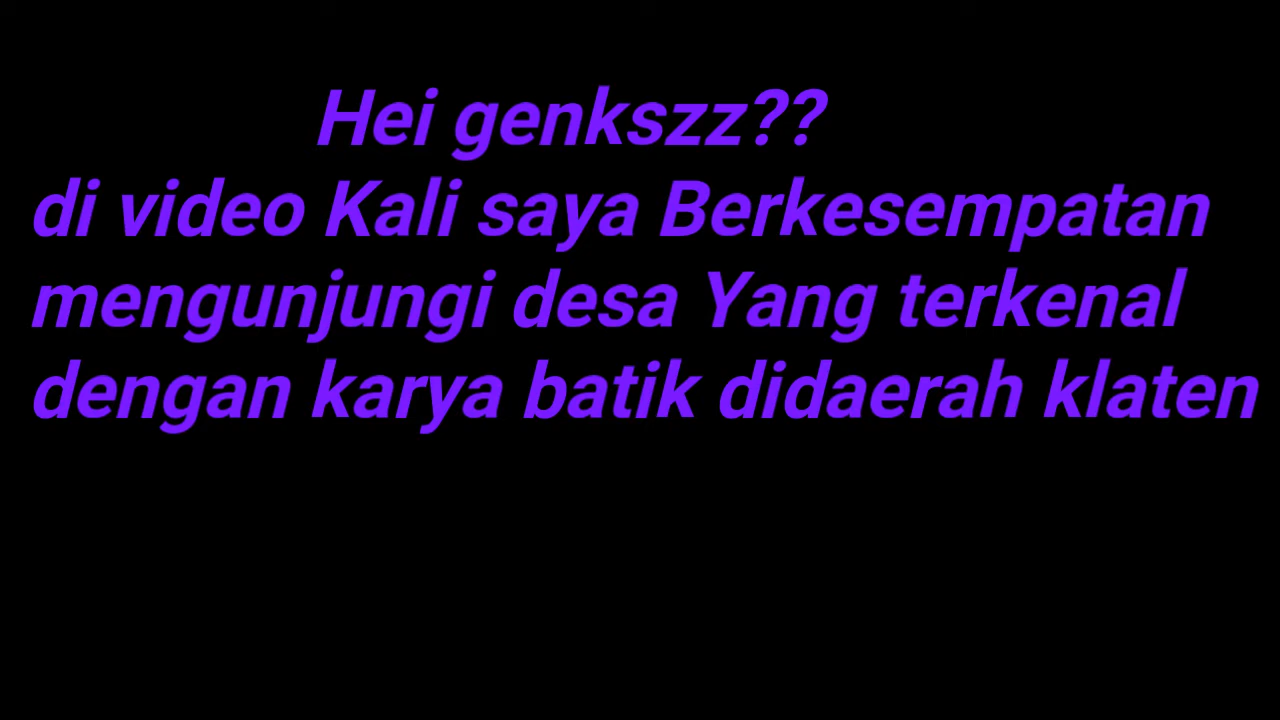 Hei genkszz??
di video Kali saya Berkesempatan
mengunjungi desa Yang terkenal
dengan karya batik didaerah klaten